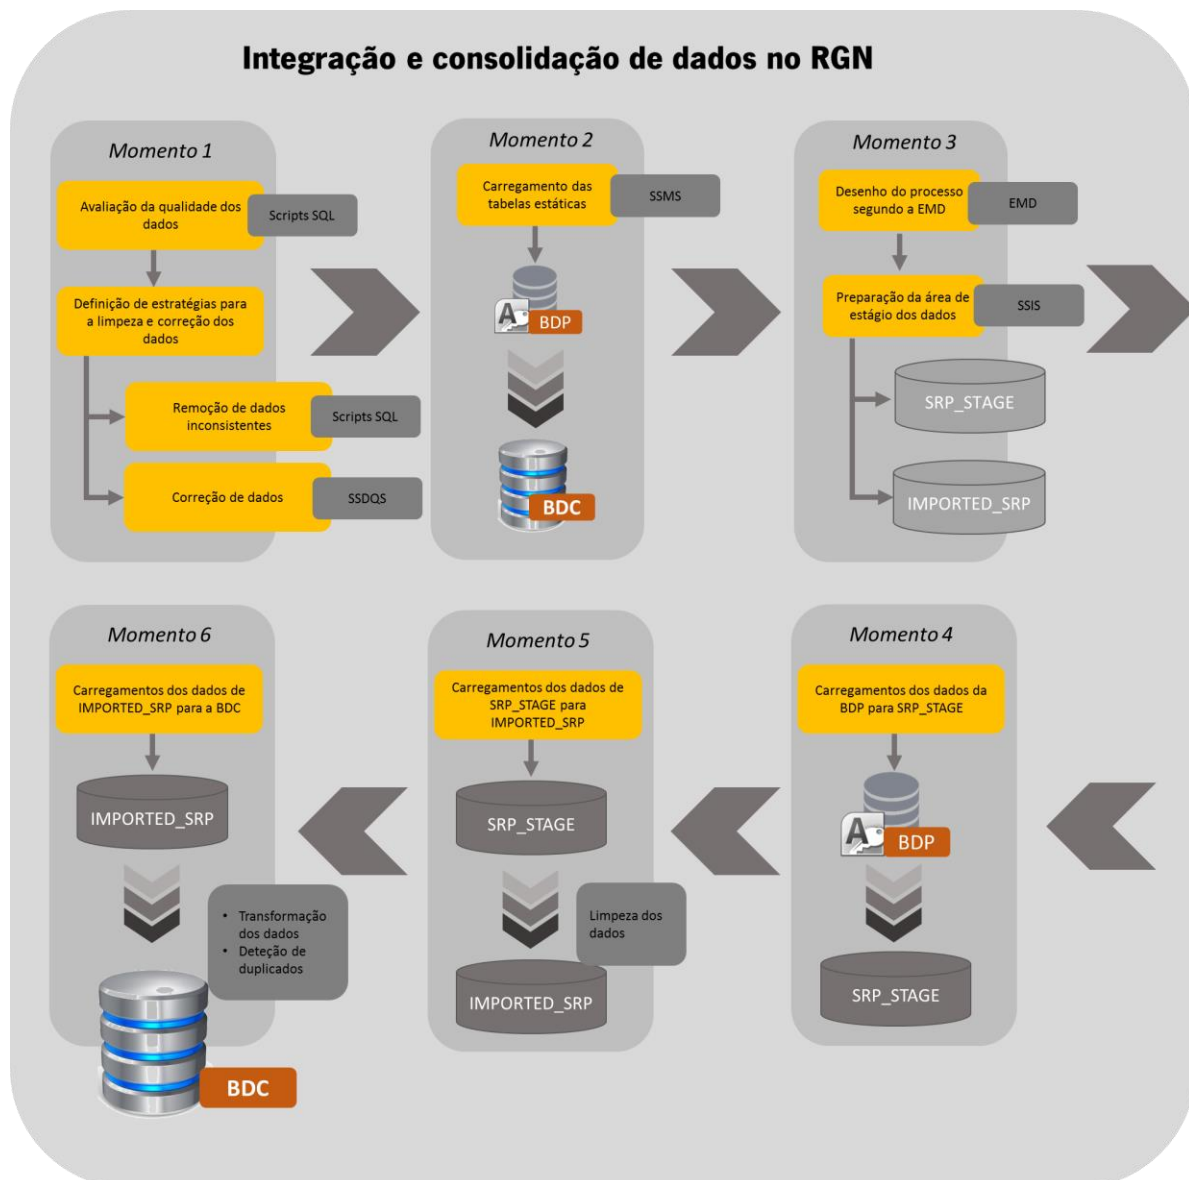 Integração e consolidação de dados no RGN
Momento 1
Avaliação da qualidade dos
dados
Scripts SQL
Definição de estratégias para
a limpeza e correção dos
dados
Remoção de dados
inconsistentes
Scripts SQL
Correção de dados
SSDQS
Momento 2
Carregamento das
tabelas estáticas
SSMS
A
BDP
BDC
Momento 3
Desenho do processo
segundo a EMD
EMD
Preparação da área de
estágio dos dados
SSIS
SRP_STAGE
IMPORTED_SRP
Momento 4
Carregamentos dos dados da
BDP para SRP_STAGE
A
BDP
SRP_STAGE
Momento 5
Carregamentos dos dados de
SRP_STAGE para
IMPORTED_SRP
SRP_STAGE
Limpeza dos
dados
IMPORTED_SRP
Momento 6
Carregamentos dos dados de
IMPORTED_SRP para a BDC
IMPORTED_SRP
• Transformação
dos dados
• Deteção de
duplicados
BDC